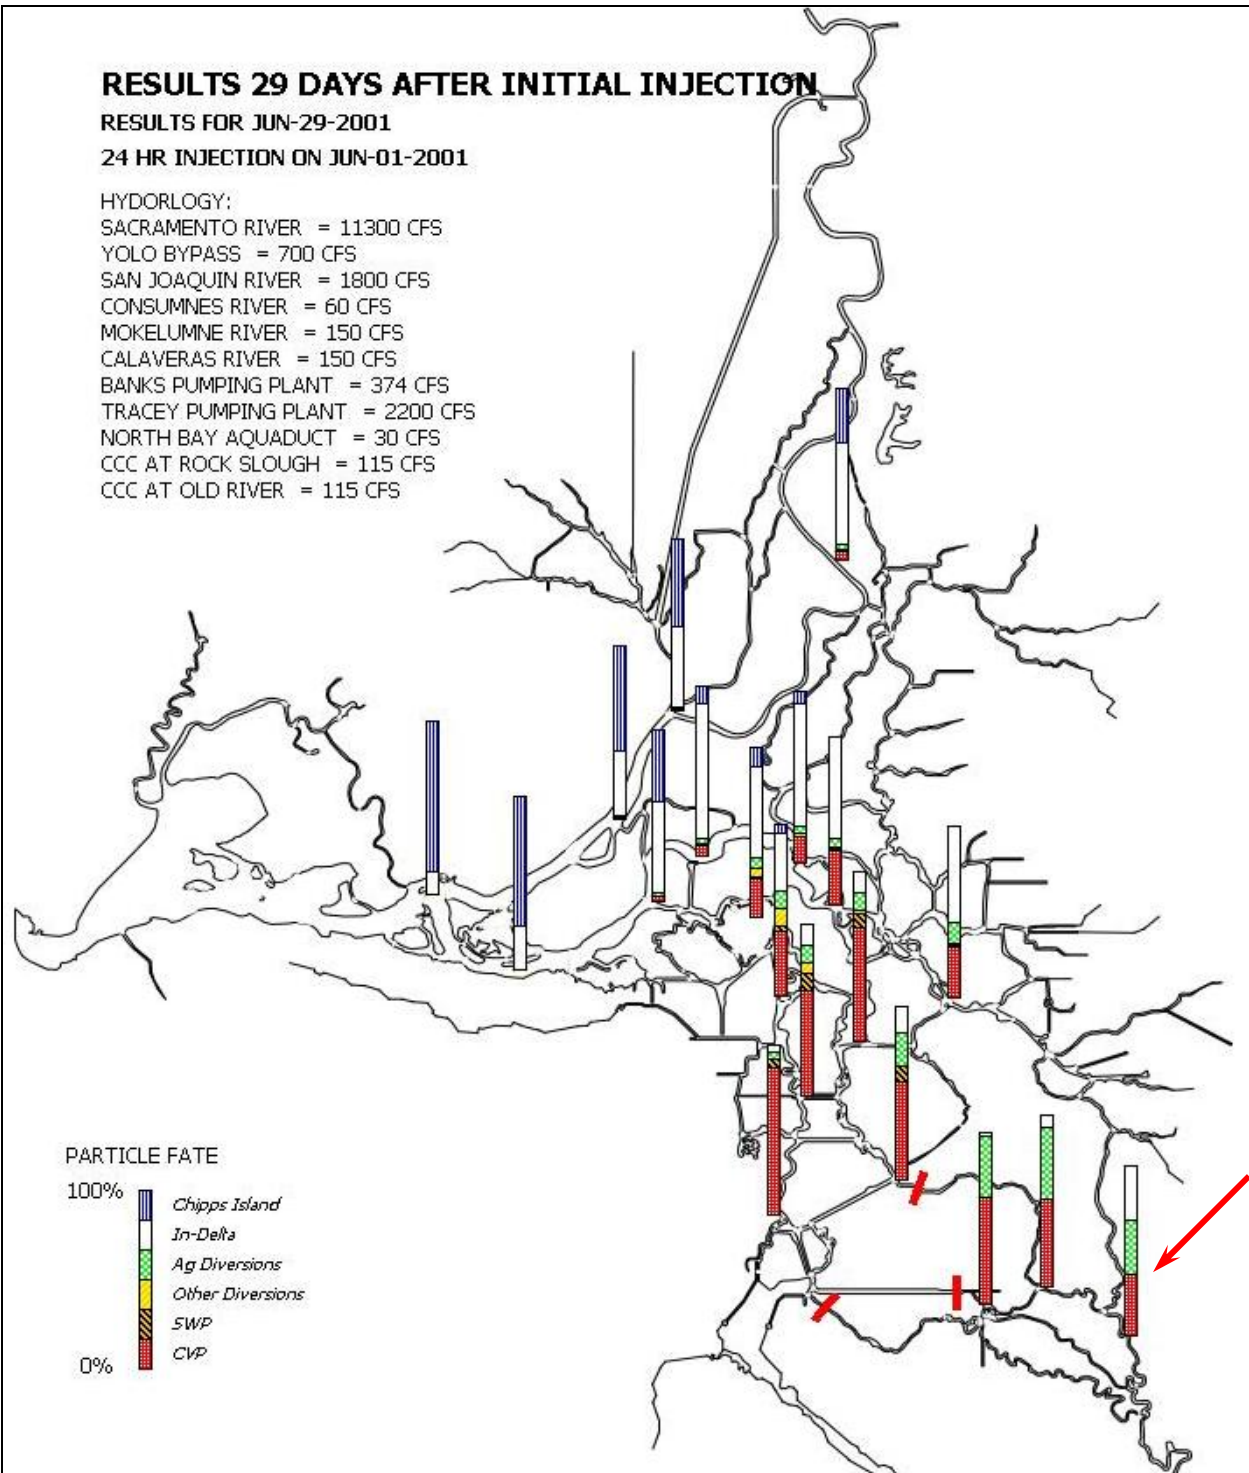 RESULTS 29 DAYS AFTER INITIAL INJECTION
RESULTS FOR JUN-29-2001
24 HR INJECTION ON JUN-01-2001
HYDORLOGY:
SACRAMENTO RIVER = 11300 CFS
YOLO BYPASS = 700 CFS
SAN JOAQUIN RIVER = 1800 CFS
CONSUMNES RIVER = 60 CFS
MOKELUMNE RIVER = 150 CFS
CALAVERAS RIVER = 150 CFS
BANKS PUMPING PLANT = 374 CFS
TRACEY PUMPING PLANT = 2200 CFS
NORTH BAY AQUADUCT = 30 CFS
CCC AT ROCK SLOUGH = 115 CFS
CCC AT OLD RIVER = 115 CFS
PARTICLE FATE
100%
Chipps Island
In-Delta
Ag Diversions
Other Diversions
SWP
CVP
0%